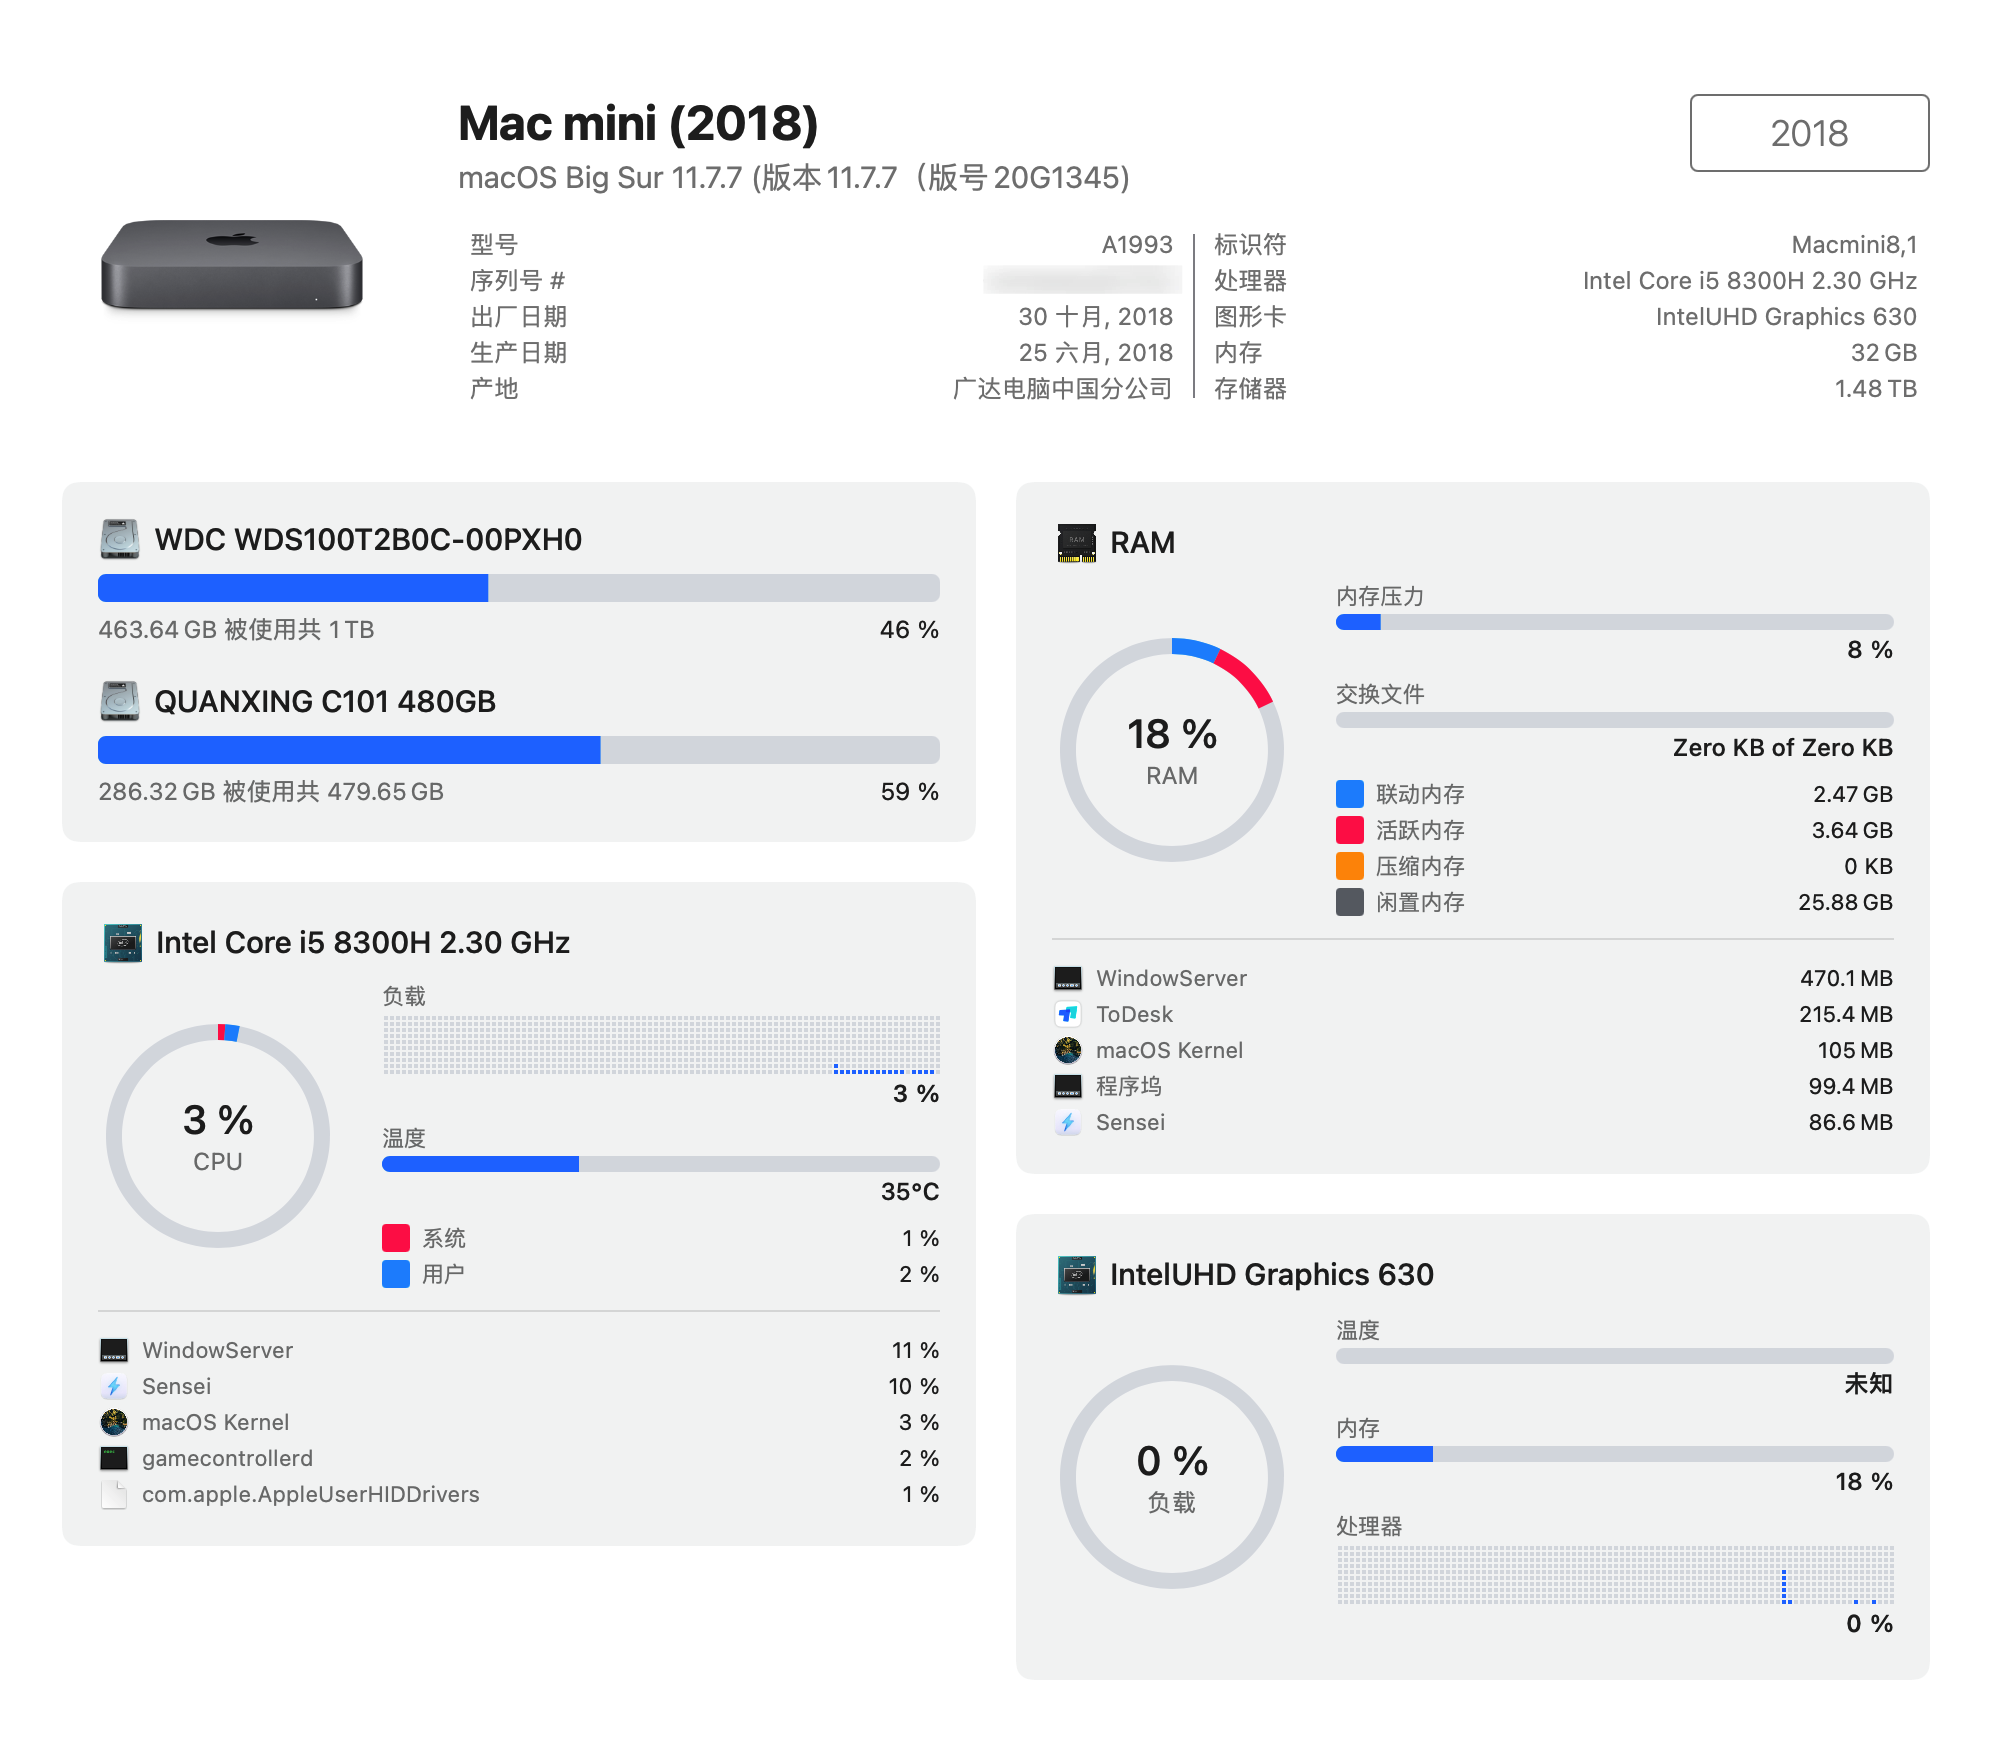 Mac mini (2018)
2018
macOS Big Sur 11.7.7 (版本 11.7.7（版号 20G1345)
型号 A1993
序列号 #
出厂日期 30 十月, 2018
生产日期 25 六月, 2018
产地 广达电脑中国分公司
标识符 Macmini8,1
处理器 Intel Core i5 8300H 2.30 GHz
图形卡 IntelUHD Graphics 630
内存 32 GB
存储器 1.48 TB
WDC WDS100T2B0C-00PXH0
463.64 GB 被使用共 1 TB 46 %
QUANXING C101 480GB
286.32 GB 被使用共 479.65 GB 59 %
Intel Core i5 8300H 2.30 GHz
3 %
CPU
负载
3 %
温度
35°C
系统 1 %
用户 2 %
WindowServer 11 %
Sensei 10 %
macOS Kernel 3 %
gamecontrollerd 2 %
com.apple.AppleUserHIDDrivers 1 %
RAM
18 %
RAM
内存压力
8 %
交换文件
Zero KB of Zero KB
联动内存 2.47 GB
活跃内存 3.64 GB
压缩内存 0 KB
闲置内存 25.88 GB
WindowServer 470.1 MB
ToDesk 215.4 MB
macOS Kernel 105 MB
程序坞 99.4 MB
Sensei 86.6 MB
IntelUHD Graphics 630
0 %
负载
温度
未知
内存
18 %
处理器
0 %